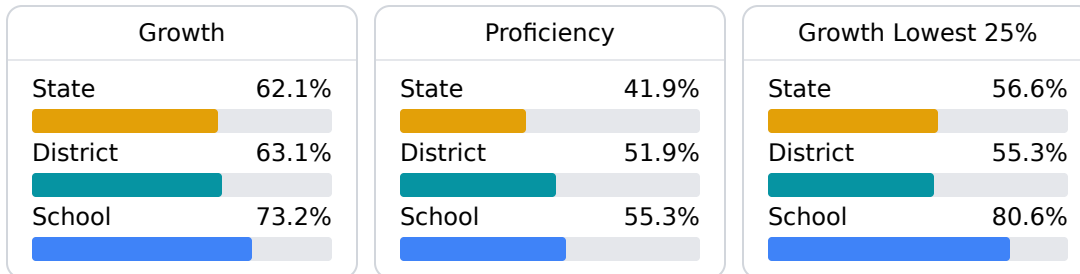 Growth
State 62.1%
District 63.1%
School 73.2%
Proficiency
State 41.9%
District 51.9%
School 55.3%
Growth Lowest 25%
State 56.6%
District 55.3%
School 80.6%